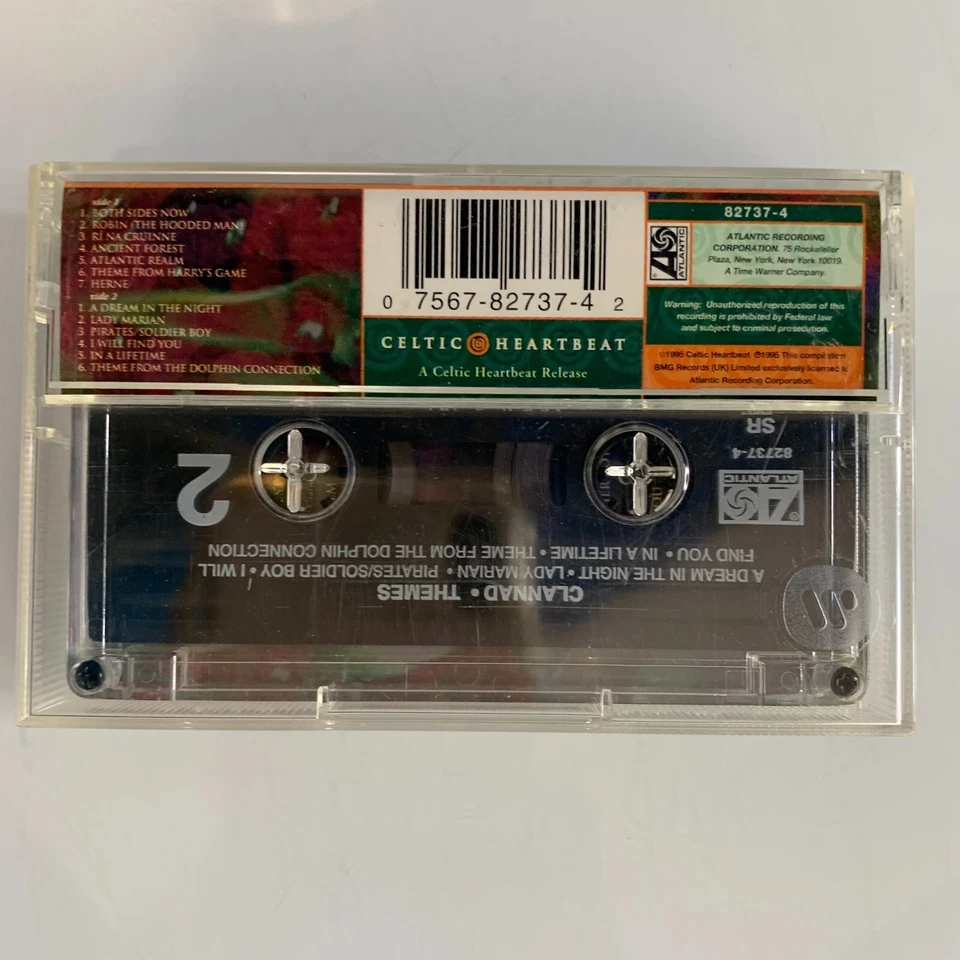 side 1
1. BOTH SIDES NOW
2. ROBIN (THE HOODED MAN)
3. RÍ NA CRUINNE
4. ANCIENT FOREST
5. ATLANTIC REALM
6. THEME FROM HARRY'S GAME
7. HERNE
side 2
1. A DREAM IN THE NIGHT
2. LADY MARIAN
3. PIRATES/SOLDIER BOY
4. I WILL FIND YOU
5. IN A LIFETIME
6. THEME FROM THE DOLPHIN CONNECTION
0 7567-82737-4 2
CELTIC HEARTBEAT
A Celtic Heartbeat Release
82737-4
ATLANTIC
ATLANTIC RECORDING
CORPORATION. 75 Rockefeller
Plaza, New York, New York 10019.
A Time Warner Company.
Warning: Unauthorized reproduction of this
recording is prohibited by Federal law
and subject to criminal prosecution.
©1995 Celtic Heartbeat ℗1995 This compilation
BMG Records (UK) Limited exclusively licensed to
Atlantic Recording Corporation.
CLANNAD • THEMES
A DREAM IN THE NIGHT • LADY MARIAN • PIRATES/SOLDIER BOY • I WILL
FIND YOU • IN A LIFETIME • THEME FROM THE DOLPHIN CONNECTION
ATLANTIC
2
82737-4
SR